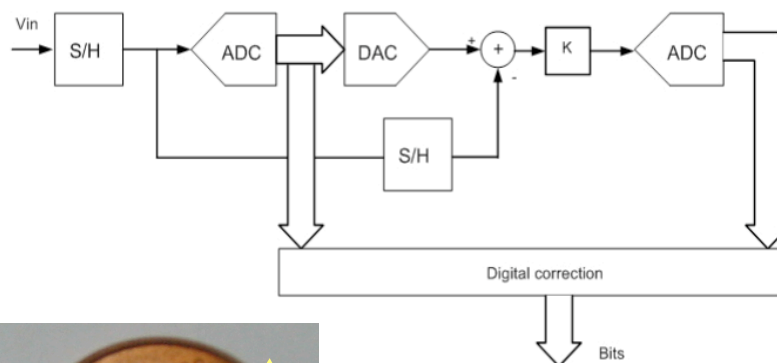 Vin
S/H
ADC
DAC
+
+
-
K
ADC
S/H
Digital correction
Bits